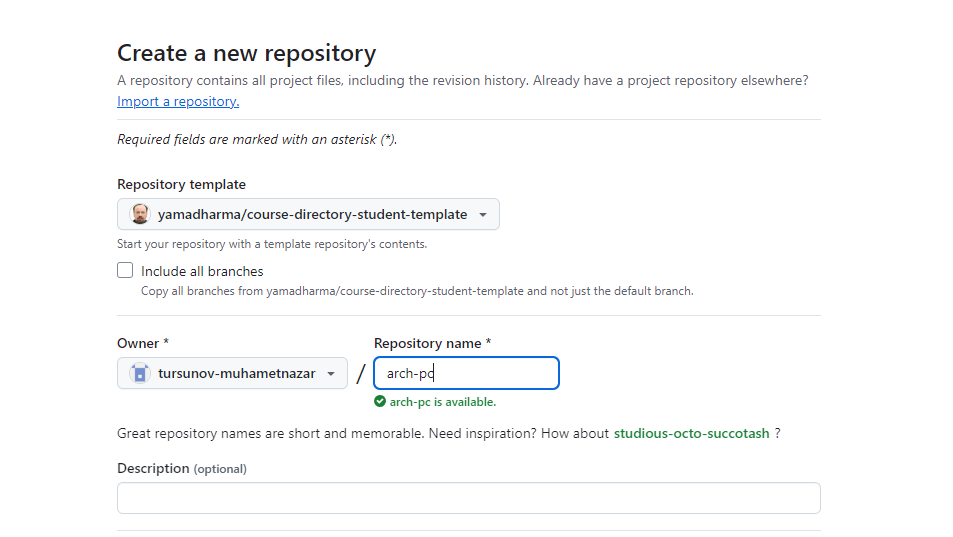 Create a new repository
A repository contains all project files, including the revision history. Already have a project repository elsewhere?
Import a repository.
Required fields are marked with an asterisk (*).
Repository template
yamadharma/course-directory-student-template
Start your repository with a template repository's contents.
Include all branches
Copy all branches from yamadharma/course-directory-student-template and not just the default branch.
Owner * Repository name *
tursunov-muhametnazar / arch-pc
arch-pc is available.
Great repository names are short and memorable. Need inspiration? How about studious-octo-succotash ?
Description (optional)